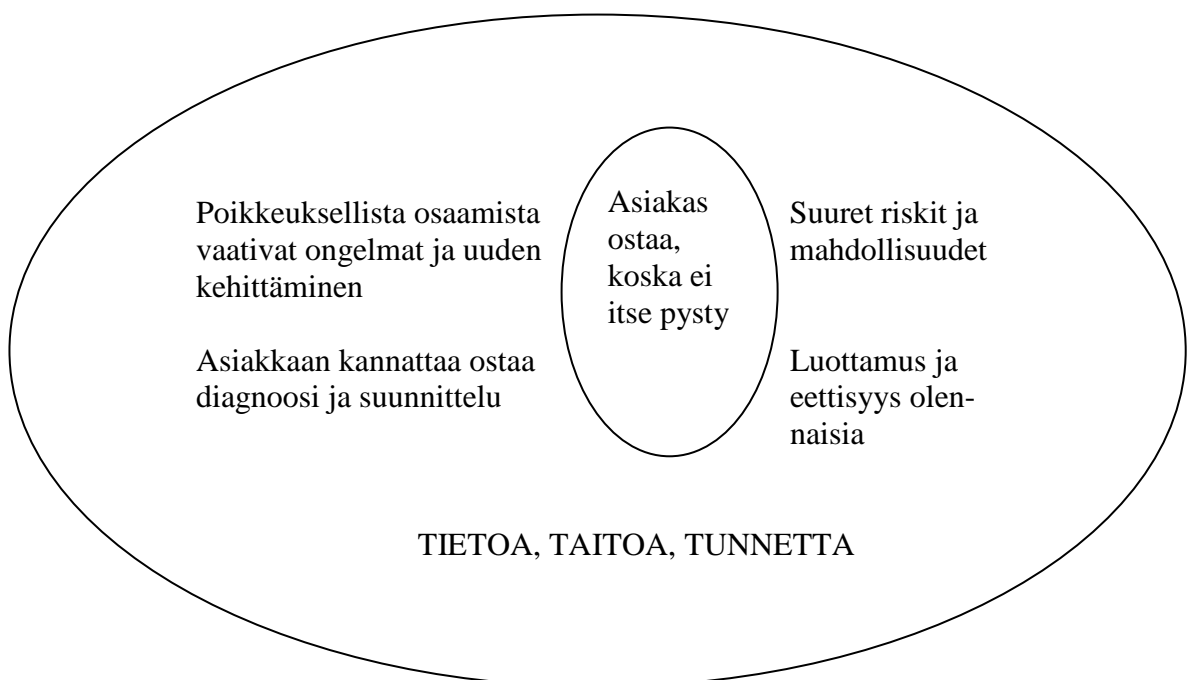 Poikkeuksellista osaamista
vaativat ongelmat ja uuden
kehittäminen
Asiakkaan kannattaa ostaa
diagnoosi ja suunnittelu
Asiakas
ostaa,
koska ei
itse pysty
Suuret riskit ja
mahdollisuudet
Luottamus ja
eettisyys olen-
naisia
TIETOA, TAITOA, TUNNETTA